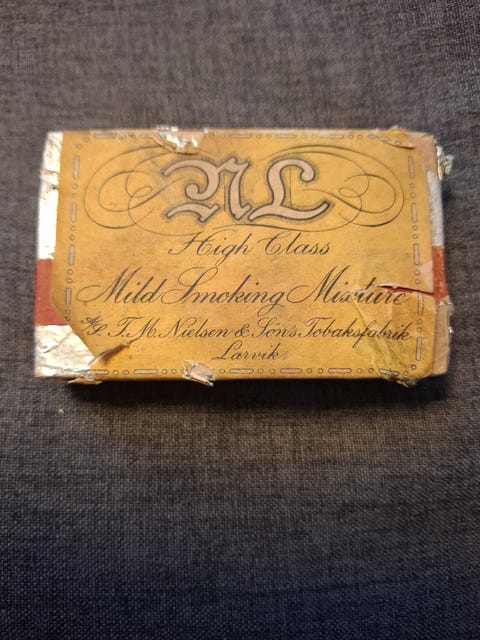 NL
High Class
Mild Smoking Mixture
A/S T. M. Nielsen & Søn's Tobaksfabrik
Larvik.